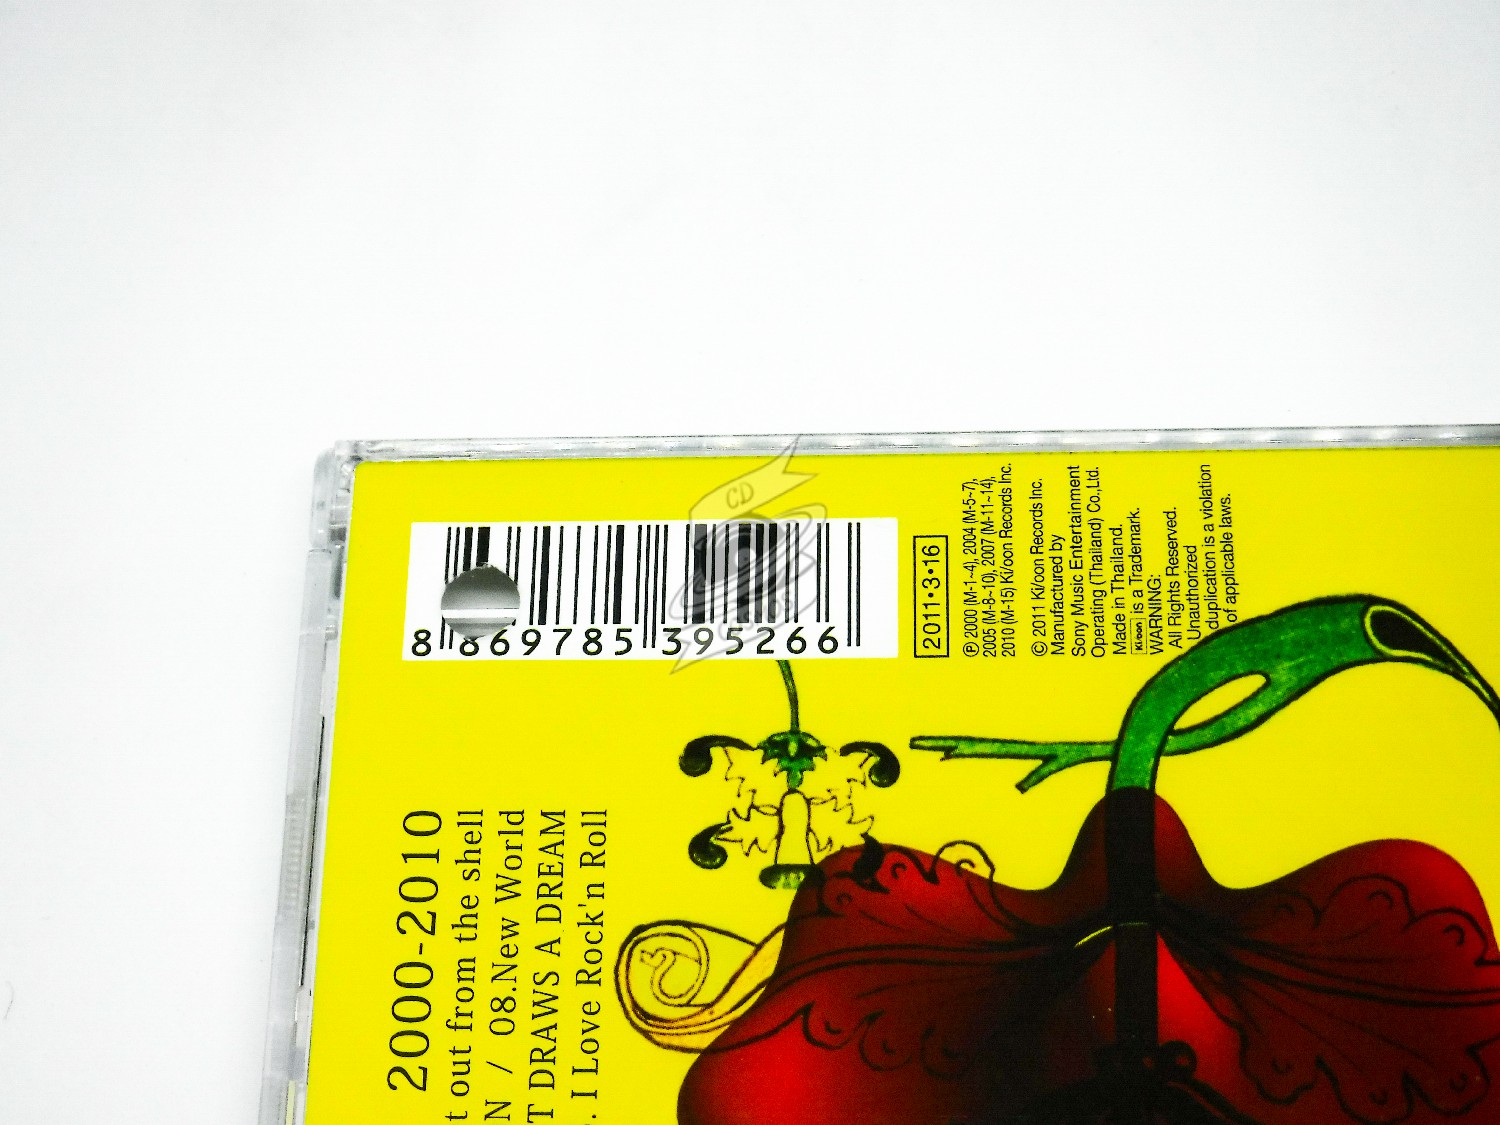 8 869785 395266
2011・3・16
℗ 2000 (M-1~4), 2004 (M-5~7),
2005 (M-8~10), 2007 (M-11~14),
2010 (M-15) Ki/oon Records Inc.
© 2011 Ki/oon Records Inc.
Manufactured by
Sony Music Entertainment
Operating (Thailand) Co.,Ltd.
Made in Thailand.
Ki/oon is a Trademark.
WARNING:
All Rights Reserved.
Unauthorized
duplication is a violation
of applicable laws.
2000-2010
t out from the shell
N / 08.New World
T DRAWS A DREAM
. I Love Rock'n Roll
CD